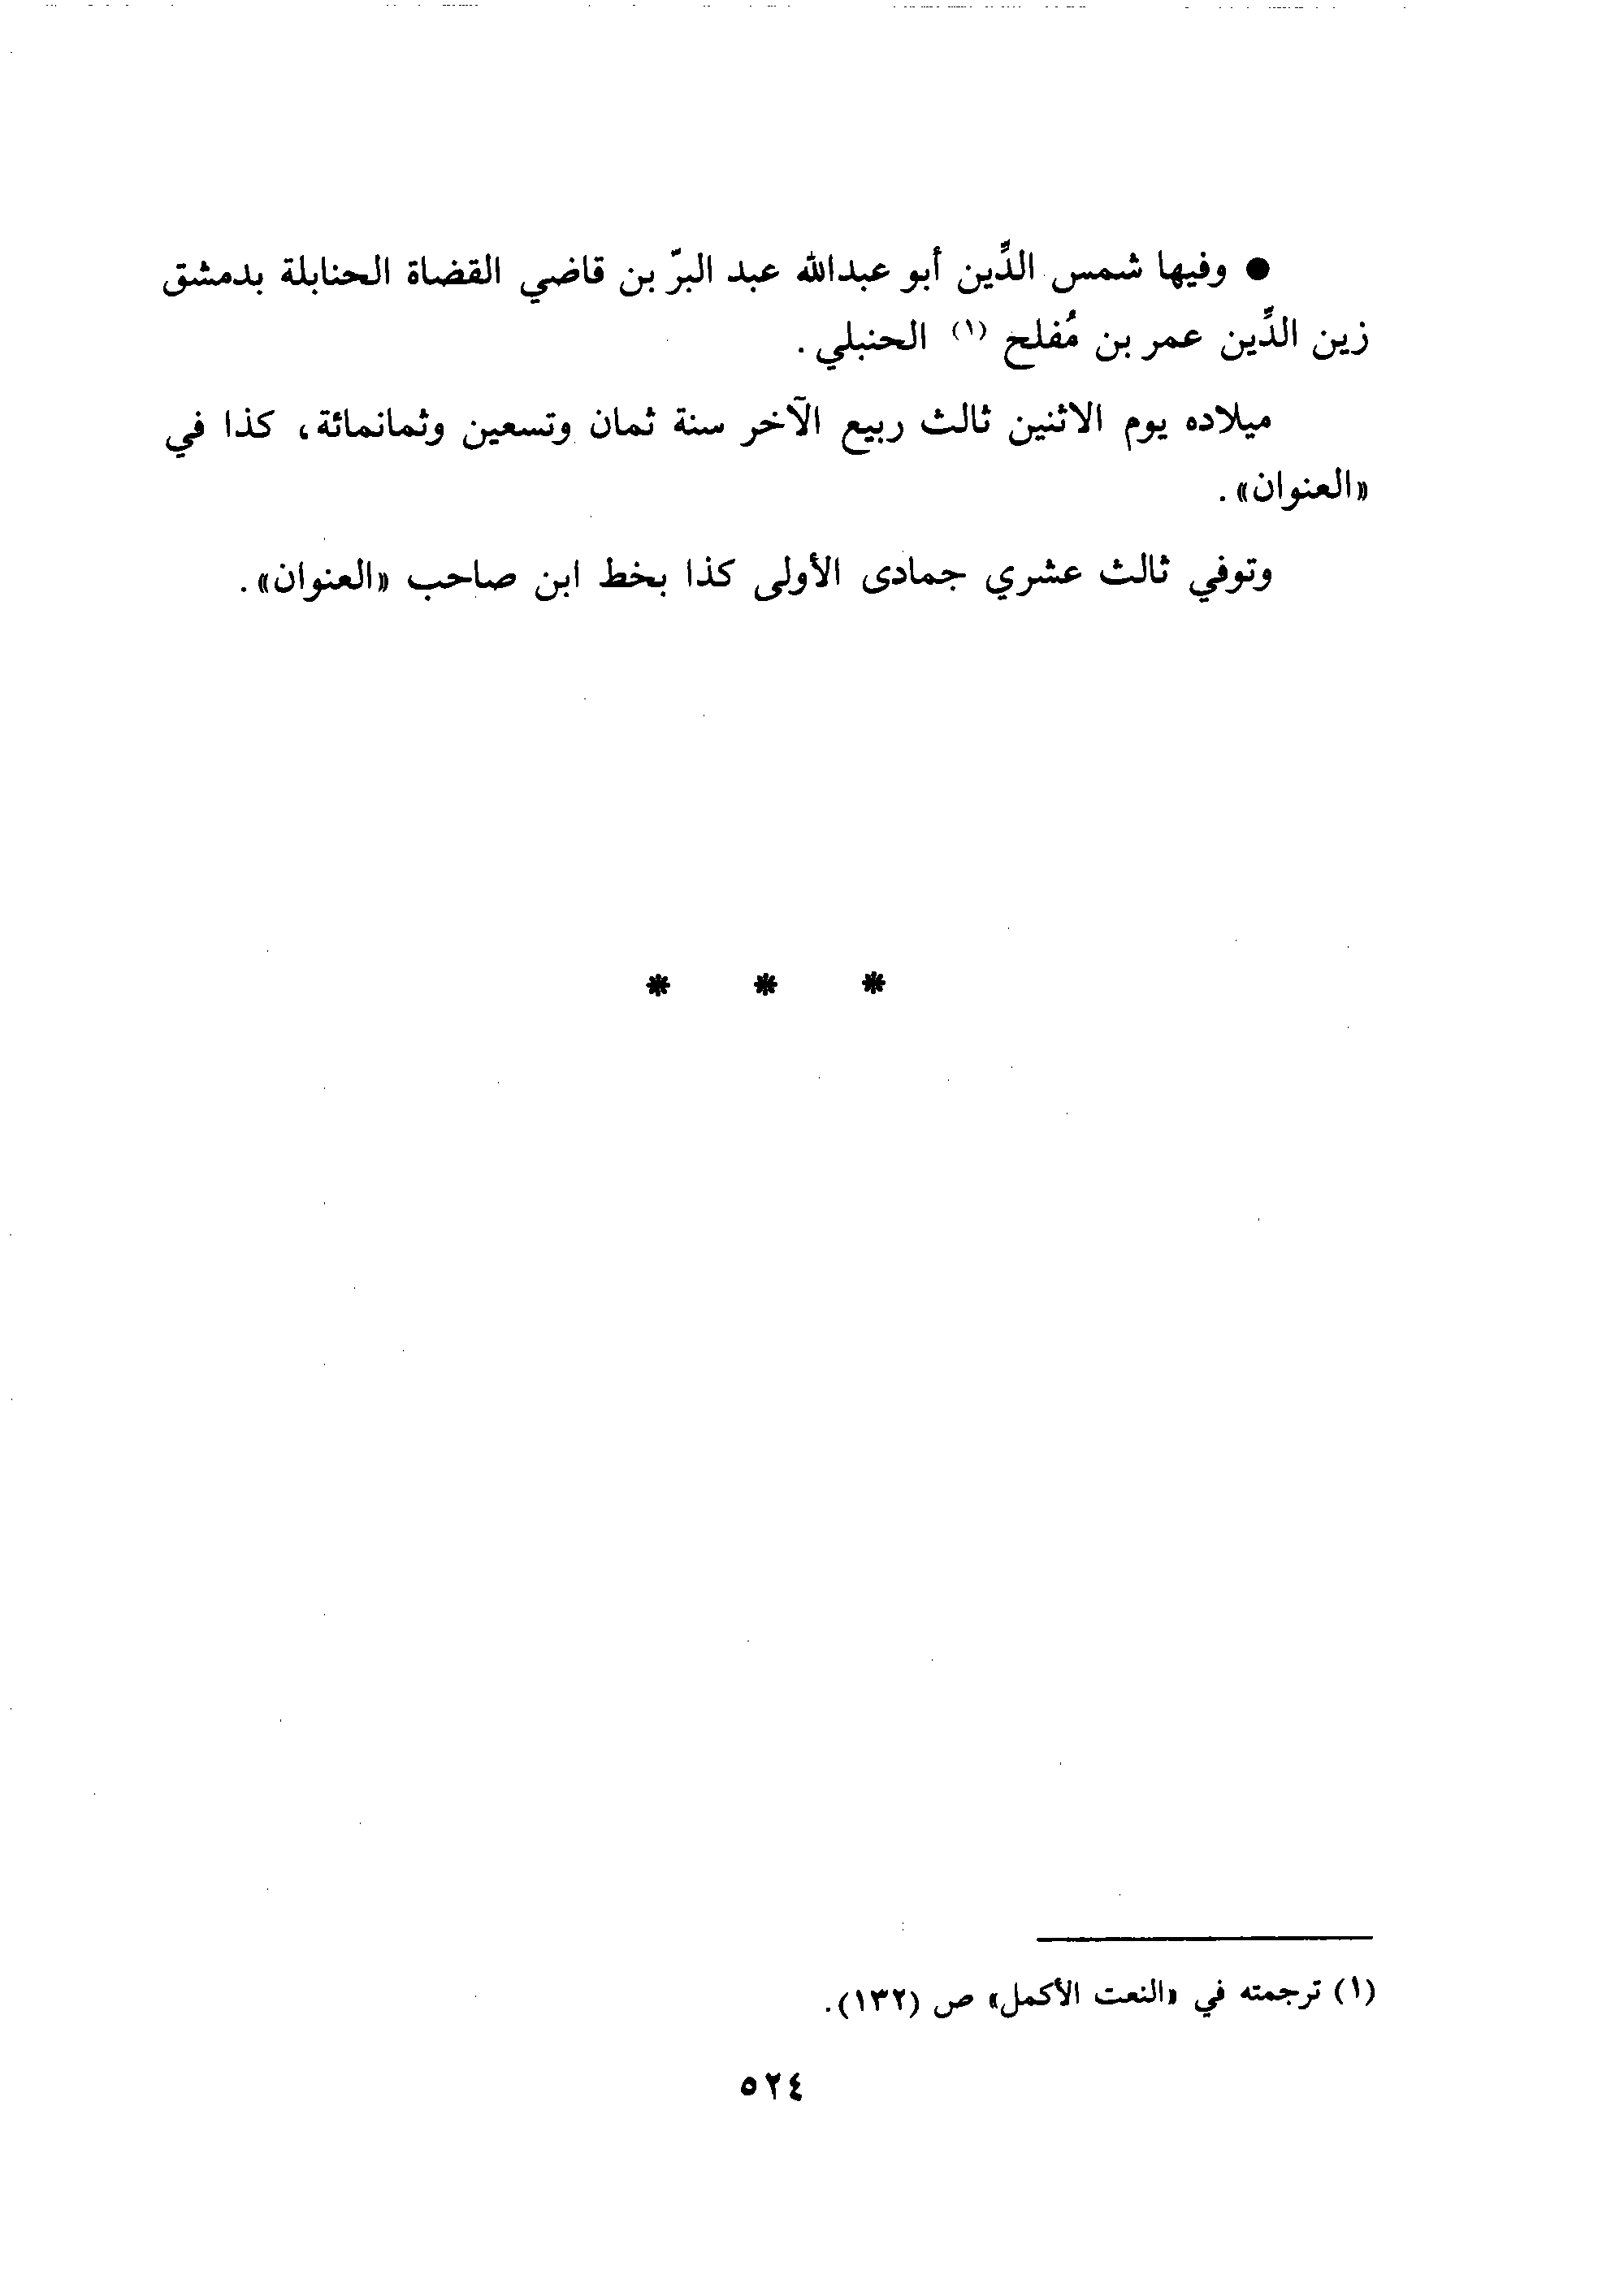 ● وفيها شمس الدِّين أبو عبدالله عبد البرّ بن قاضي القضاة الحنابلة بدمشق
زين الدِّين عمر بن مُفلح (١) الحنبلي .
ميلاده يوم الاثنين ثالث ربيع الآخر سنة ثمان وتسعين وثمانمائة، كذا في
«العنوان» .
وتوفي ثالث عشري جمادى الأولى كذا بخط ابن صاحب «العنوان» .
* * *
(١) ترجمته في «النعت الأكمل» ص (١٣٢).
٥٢٤